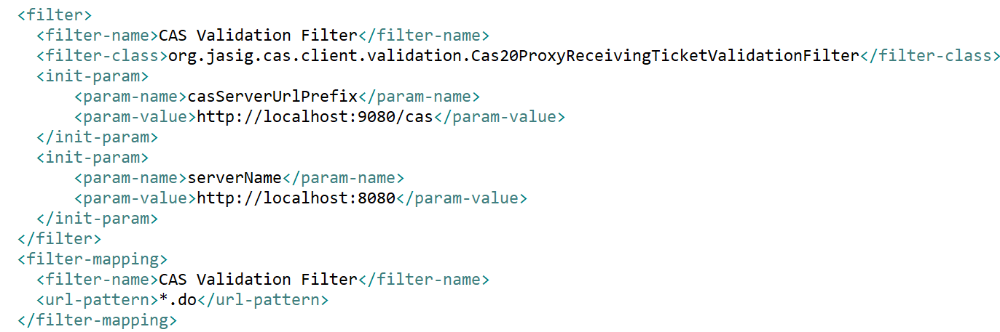 <filter>
<filter-name>CAS Validation Filter</filter-name>
<filter-class>org.jasig.cas.client.validation.Cas20ProxyReceivingTicketValidationFilter</filter-class>
<init-param>
<param-name>casServerUrlPrefix</param-name>
<param-value>http://localhost:9080/cas</param-value>
</init-param>
<init-param>
<param-name>serverName</param-name>
<param-value>http://localhost:8080</param-value>
</init-param>
</filter>
<filter-mapping>
<filter-name>CAS Validation Filter</filter-name>
<url-pattern>*.do</url-pattern>
</filter-mapping>